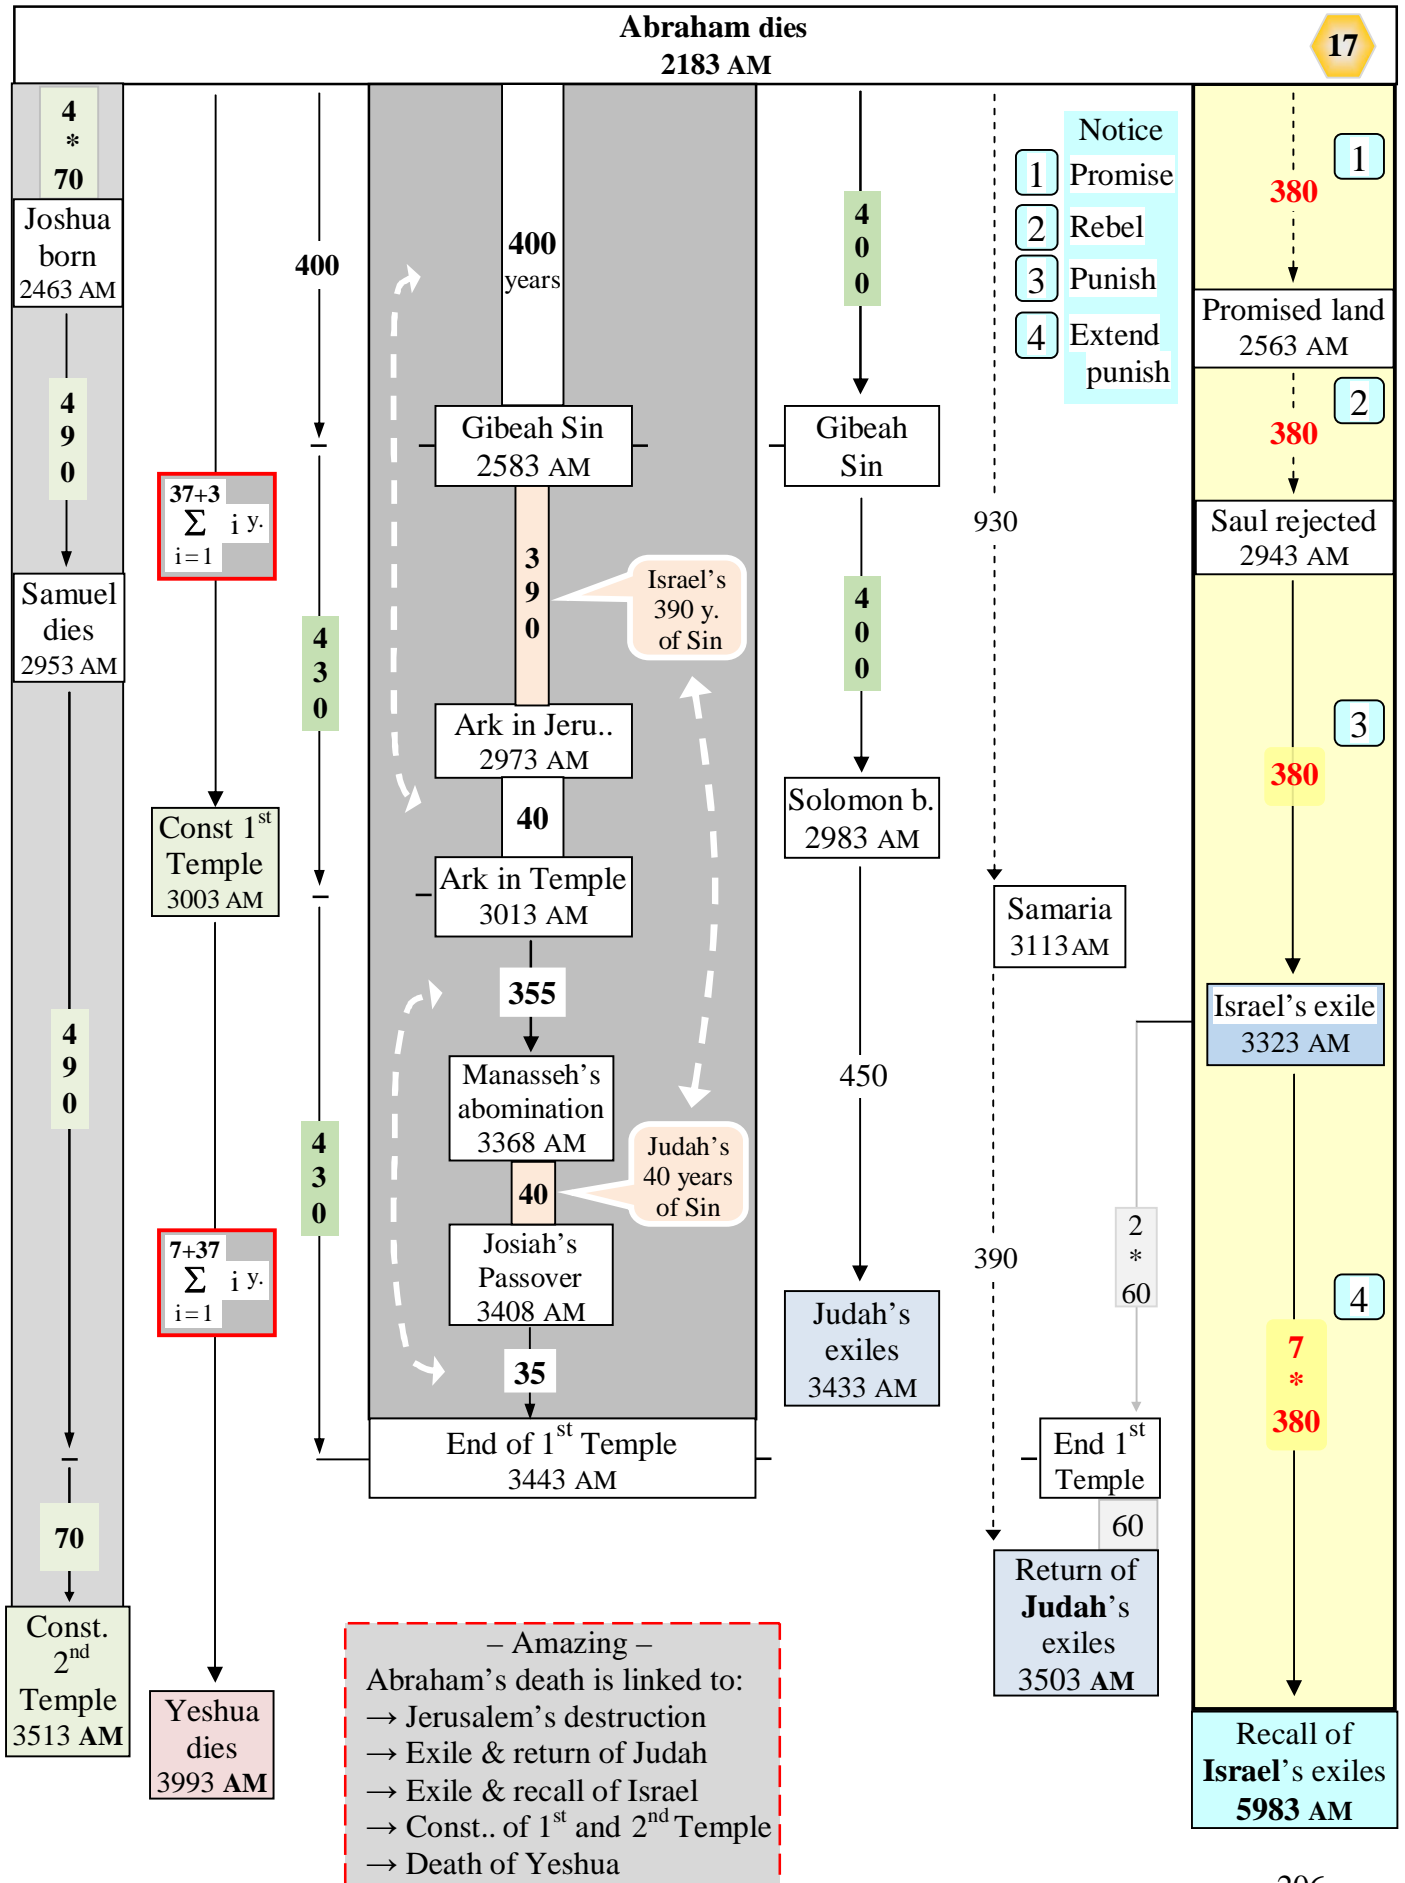 Abraham dies
2183 AM
17
4
*
70
Joshua
born
2463 AM
4
9
0
Samuel
dies
2953 AM
4
9
0
70
Const.
2nd
Temple
3513 AM
37+3
Σ i y.
i=1
Const 1st
Temple
3003 AM
7+37
Σ i y.
i=1
Yeshua
dies
3993 AM
400
4
3
0
4
3
0
400
years
Gibeah Sin
2583 AM
3
9
0
Israel's
390 y.
of Sin
Ark in Jeru..
2973 AM
40
Ark in Temple
3013 AM
355
Manasseh's
abomination
3368 AM
40
Judah's
40 years
of Sin
Josiah's
Passover
3408 AM
35
End of 1st Temple
3443 AM
4
0
0
Gibeah
Sin
4
0
0
Solomon b.
2983 AM
450
Judah's
exiles
3433 AM
Notice
1 Promise
2 Rebel
3 Punish
4 Extend
punish
930
Samaria
3113 AM
390
2
*
60
End 1st
Temple
60
Return of
Judah's
exiles
3503 AM
1
380
Promised land
2563 AM
2
380
Saul rejected
2943 AM
3
380
Israel's exile
3323 AM
4
7
*
380
Recall of
Israel's exiles
5983 AM
– Amazing –
Abraham's death is linked to:
→ Jerusalem's destruction
→ Exile & return of Judah
→ Exile & recall of Israel
→ Const.. of 1st and 2nd Temple
→ Death of Yeshua